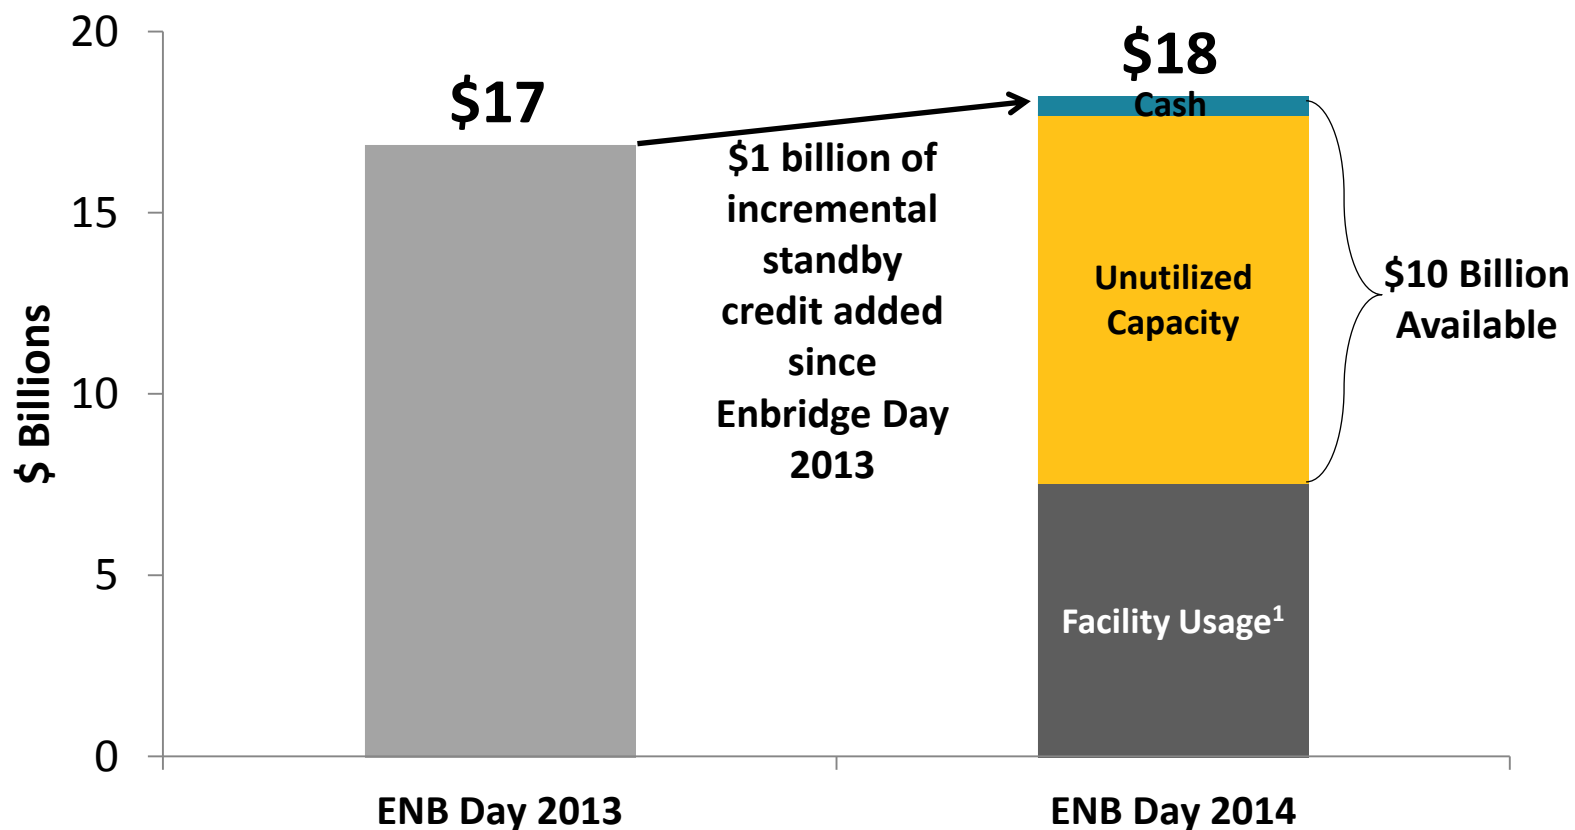 20
15
10
5
0
$ Billions
$17
$1 billion of
incremental
standby
credit added
since
Enbridge Day
2013
$18
Cash
Unutilized
Capacity
Facility Usage¹
$10 Billion
Available
ENB Day 2013
ENB Day 2014